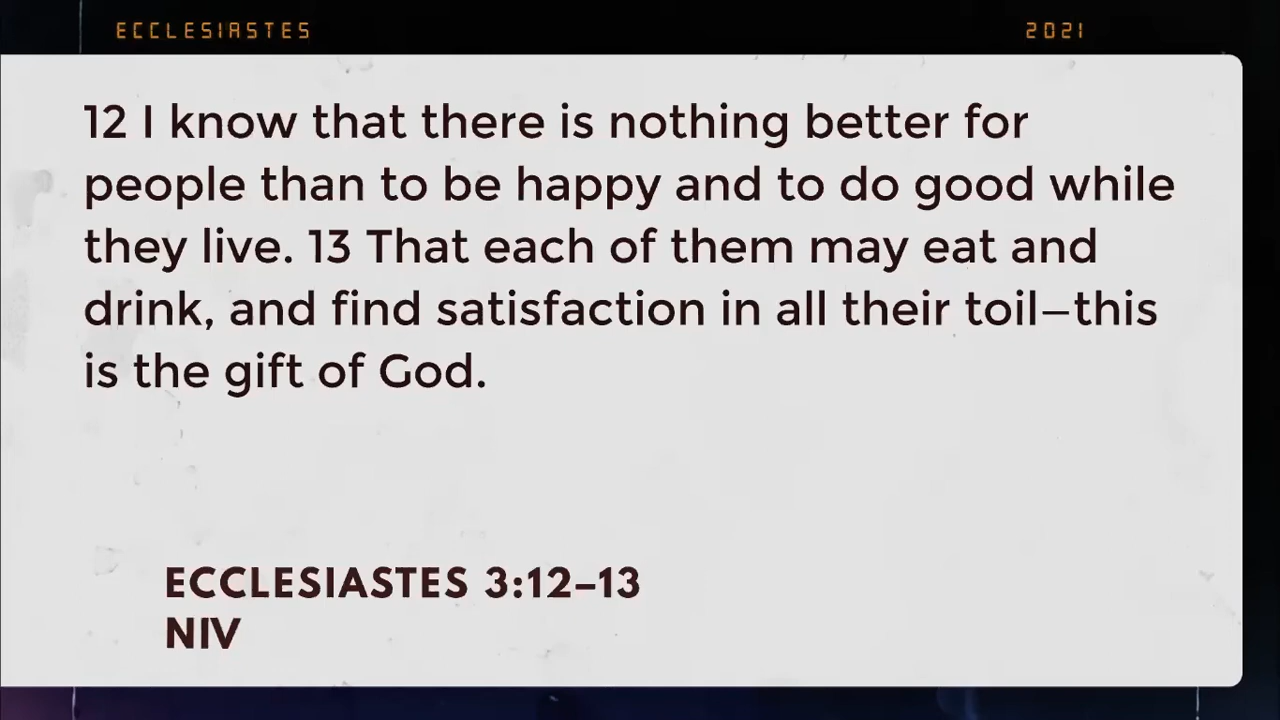 ECCLESIASTES 2021
12 I know that there is nothing better for
people than to be happy and to do good while
they live. 13 That each of them may eat and
drink, and find satisfaction in all their toil—this
is the gift of God.
ECCLESIASTES 3:12–13
NIV